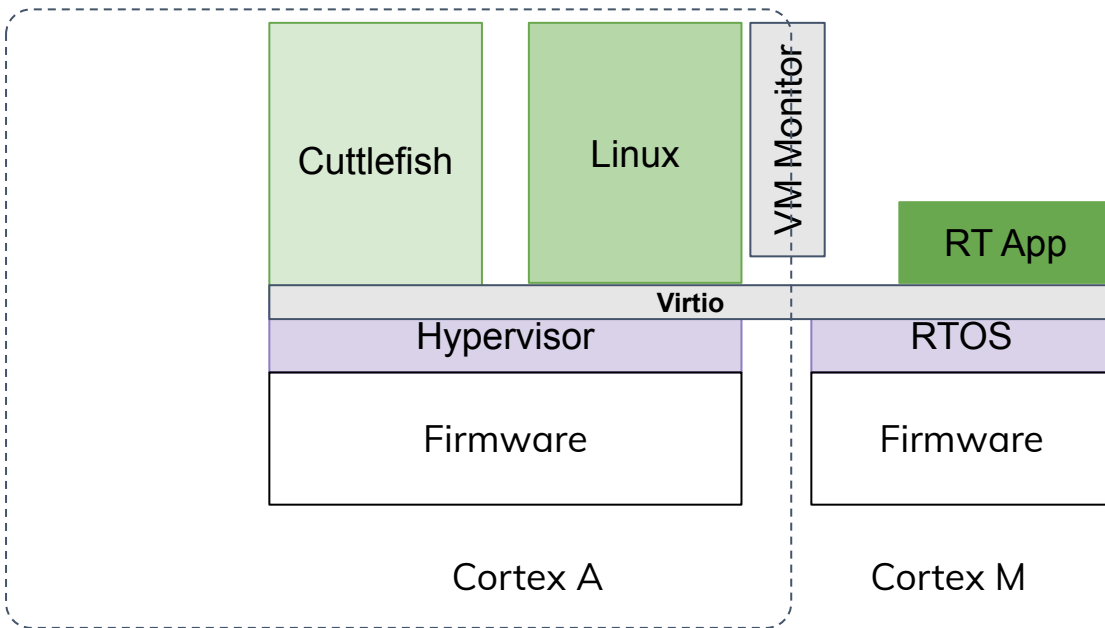 Cuttlefish
Linux
VM Monitor
RT App
Virtio
Hypervisor
RTOS
Firmware
Firmware
Cortex A
Cortex M